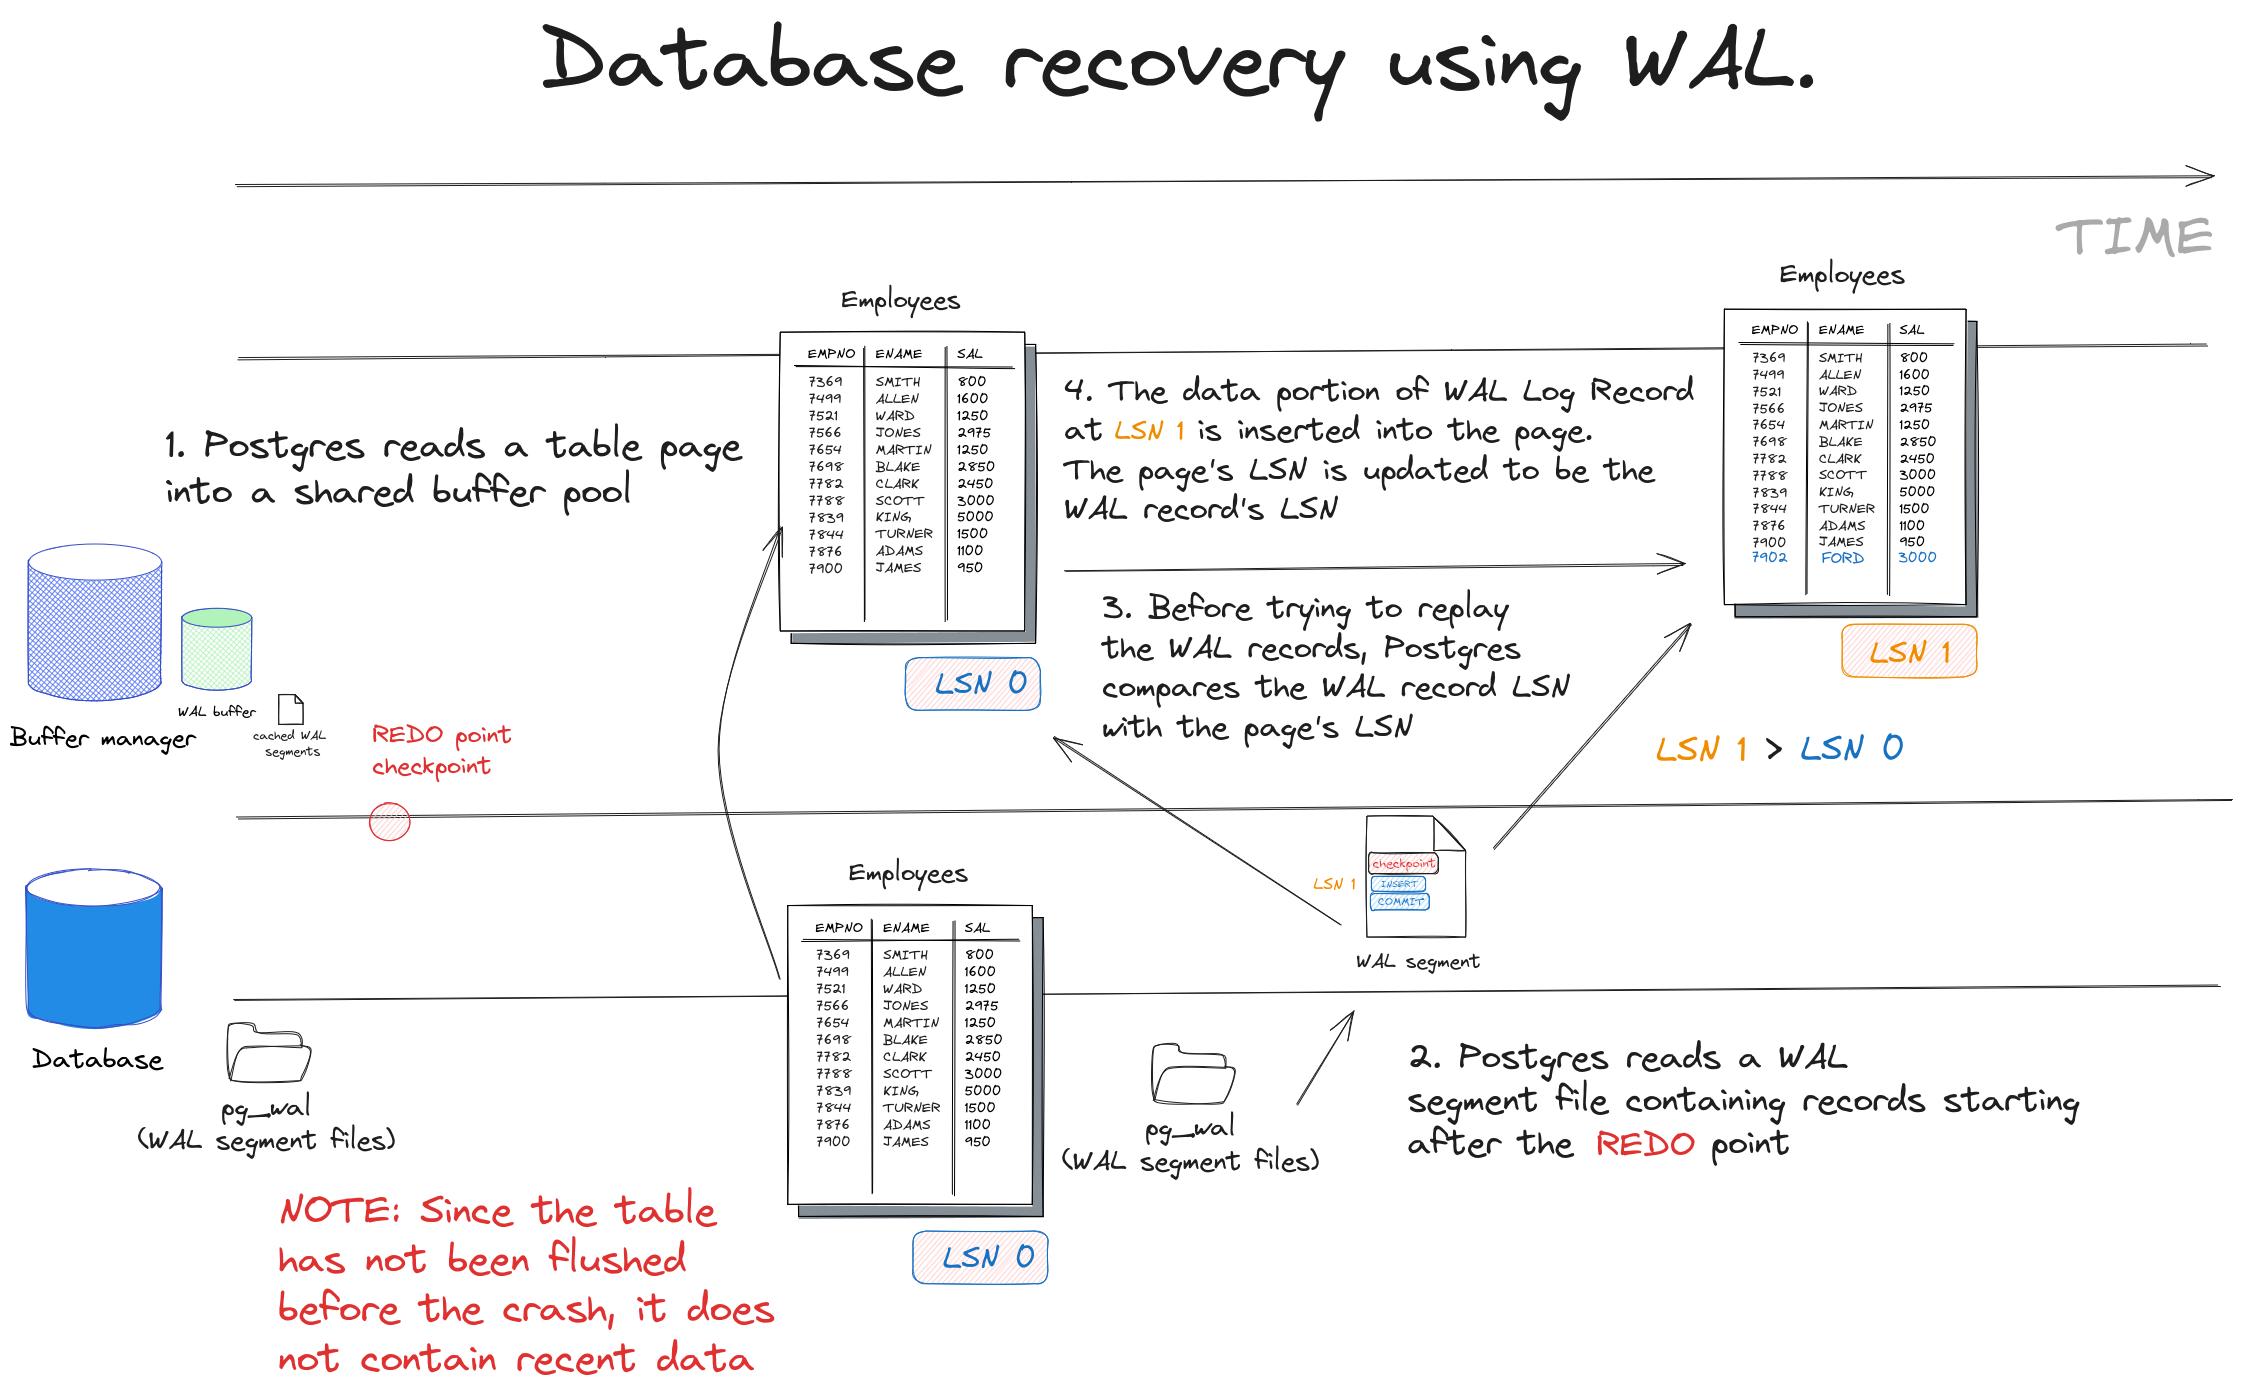 Database recovery using WAL.
TIME
Employees
EMPNO ENAME SAL
7369 SMITH 800
7499 ALLEN 1600
7521 WARD 1250
7566 JONES 2975
7654 MARTIN 1250
7698 BLAKE 2850
7782 CLARK 2450
7788 SCOTT 3000
7839 KING 5000
7844 TURNER 1500
7876 ADAMS 1100
7900 JAMES 950
LSN 0
Employees
EMPNO ENAME SAL
7369 SMITH 800
7499 ALLEN 1600
7521 WARD 1250
7566 JONES 2975
7654 MARTIN 1250
7698 BLAKE 2850
7782 CLARK 2450
7788 SCOTT 3000
7839 KING 5000
7844 TURNER 1500
7876 ADAMS 1100
7900 JAMES 950
7902 FORD 3000
LSN 1
1. Postgres reads a table page
into a shared buffer pool
4. The data portion of WAL Log Record
at LSN 1 is inserted into the page.
The page's LSN is updated to be the
WAL record's LSN
3. Before trying to replay
the WAL records, Postgres
compares the WAL record LSN
with the page's LSN
LSN 1 > LSN 0
Buffer manager
WAL buffer
cached WAL
segments
REDO point
checkpoint
Database
pg_wal
(WAL segment files)
Employees
EMPNO ENAME SAL
7369 SMITH 800
7499 ALLEN 1600
7521 WARD 1250
7566 JONES 2975
7654 MARTIN 1250
7698 BLAKE 2850
7782 CLARK 2450
7788 SCOTT 3000
7839 KING 5000
7844 TURNER 1500
7876 ADAMS 1100
7900 JAMES 950
LSN 0
checkpoint
LSN 1
INSERT
COMMIT
WAL segment
pg_wal
(WAL segment files)
2. Postgres reads a WAL
segment file containing records starting
after the REDO point
NOTE: Since the table
has not been flushed
before the crash, it does
not contain recent data